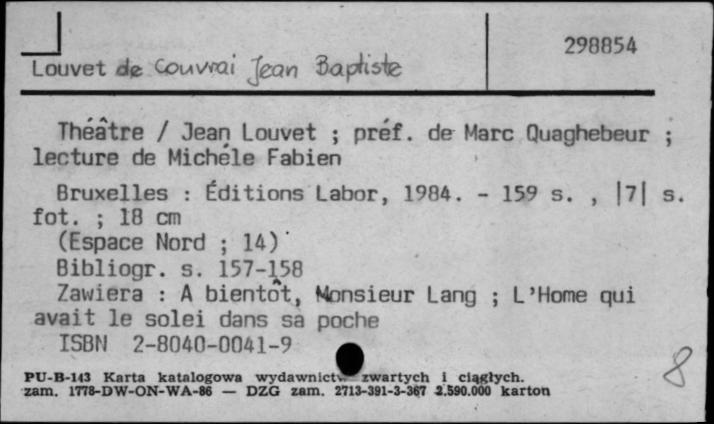 298854
Louvet de Couvrai Jean Baptiste
Théâtre / Jean Louvet ; préf. de Marc Quaghebeur ;
lecture de Michéle Fabien
Bruxelles : Éditions Labor, 1984. - 159 s. , |7| s.
fot. ; 18 cm
(Espace Nord ; 14)
Bibliogr. s. 157-158
Zawiera : A bientôt, Monsieur Lang ; L'Home qui
avait le solei dans sa poche
ISBN 2-8040-0041-9
8
PU-B-143 Karta katalogowa wydawnictw zwartych i ciągłych.
zam. 1778-DW-ON-WA-86 — DZG zam. 2713-391-3-367 2.590.000 karton